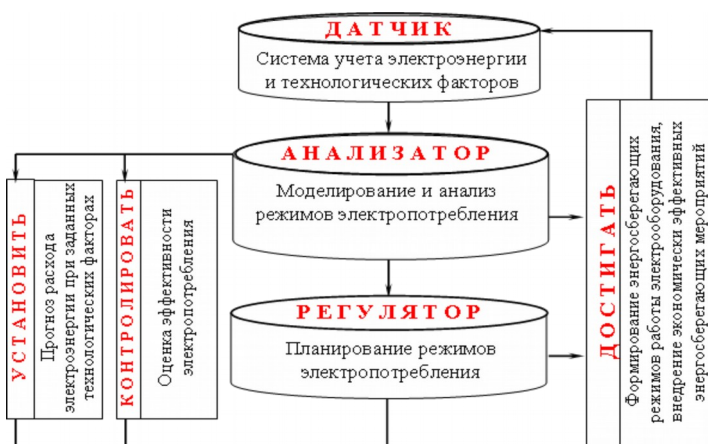 ДАТЧИК
Система учета электроэнергии
и технологических факторов
АНАЛИЗАТОР
Моделирование и анализ
режимов электропотребления
РЕГУЛЯТОР
Планирование режимов
электропотребления
УСТАНОВИТЬ
Прогноз расхода
электроэнергии при заданных
технологических факторах
КОНТРОЛИРОВАТЬ
Оценка эффективности
электропотребления
ДОСТИГАТЬ
Формирование энергосберегающих
режимов работы электрооборудования,
внедрение экономически эффективных
энергосберегающих мероприятий